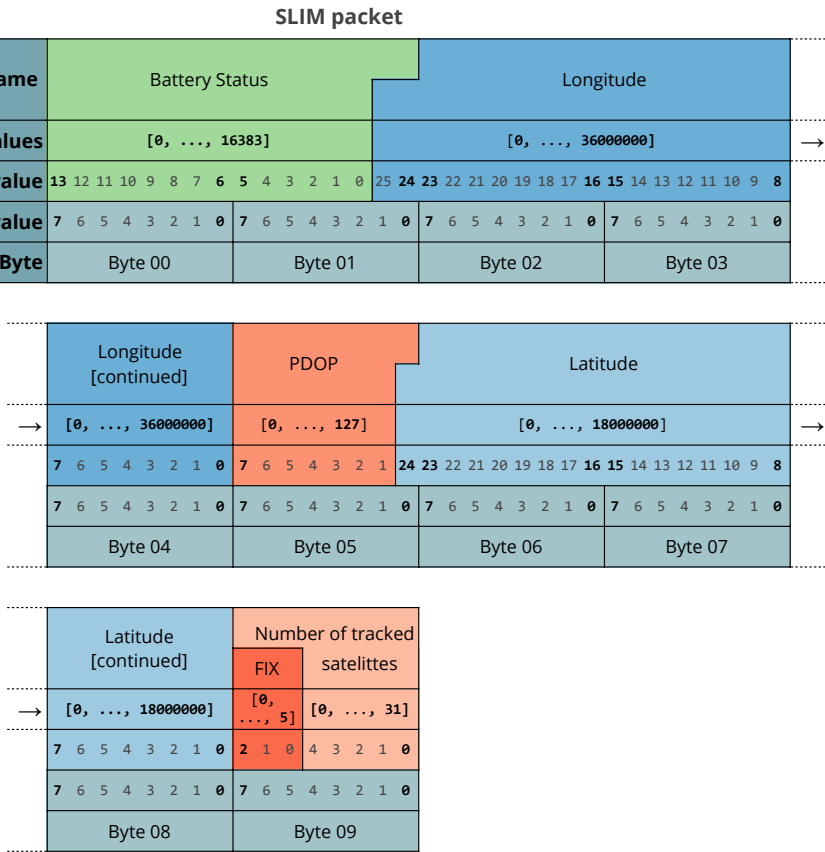 SLIM packet
ame Battery Status Longitude
alues [0, ..., 16383] [0, ..., 36000000] →
value 13 12 11 10 9 8 7 6 5 4 3 2 1 0 25 24 23 22 21 20 19 18 17 16 15 14 13 12 11 10 9 8
value 7 6 5 4 3 2 1 0 7 6 5 4 3 2 1 0 7 6 5 4 3 2 1 0 7 6 5 4 3 2 1 0
Byte Byte 00 Byte 01 Byte 02 Byte 03
Longitude
[continued] PDOP Latitude
→ [0, ..., 36000000] [0, ..., 127] [0, ..., 18000000] →
7 6 5 4 3 2 1 0 7 6 5 4 3 2 1 24 23 22 21 20 19 18 17 16 15 14 13 12 11 10 9 8
7 6 5 4 3 2 1 0 7 6 5 4 3 2 1 0 7 6 5 4 3 2 1 0 7 6 5 4 3 2 1 0
Byte 04 Byte 05 Byte 06 Byte 07
Latitude
[continued]
Number of tracked
satelittes
FIX
→ [0, ..., 18000000] [0,
..., 5] [0, ..., 31]
7 6 5 4 3 2 1 0 2 1 0 4 3 2 1 0
7 6 5 4 3 2 1 0 7 6 5 4 3 2 1 0
Byte 08 Byte 09